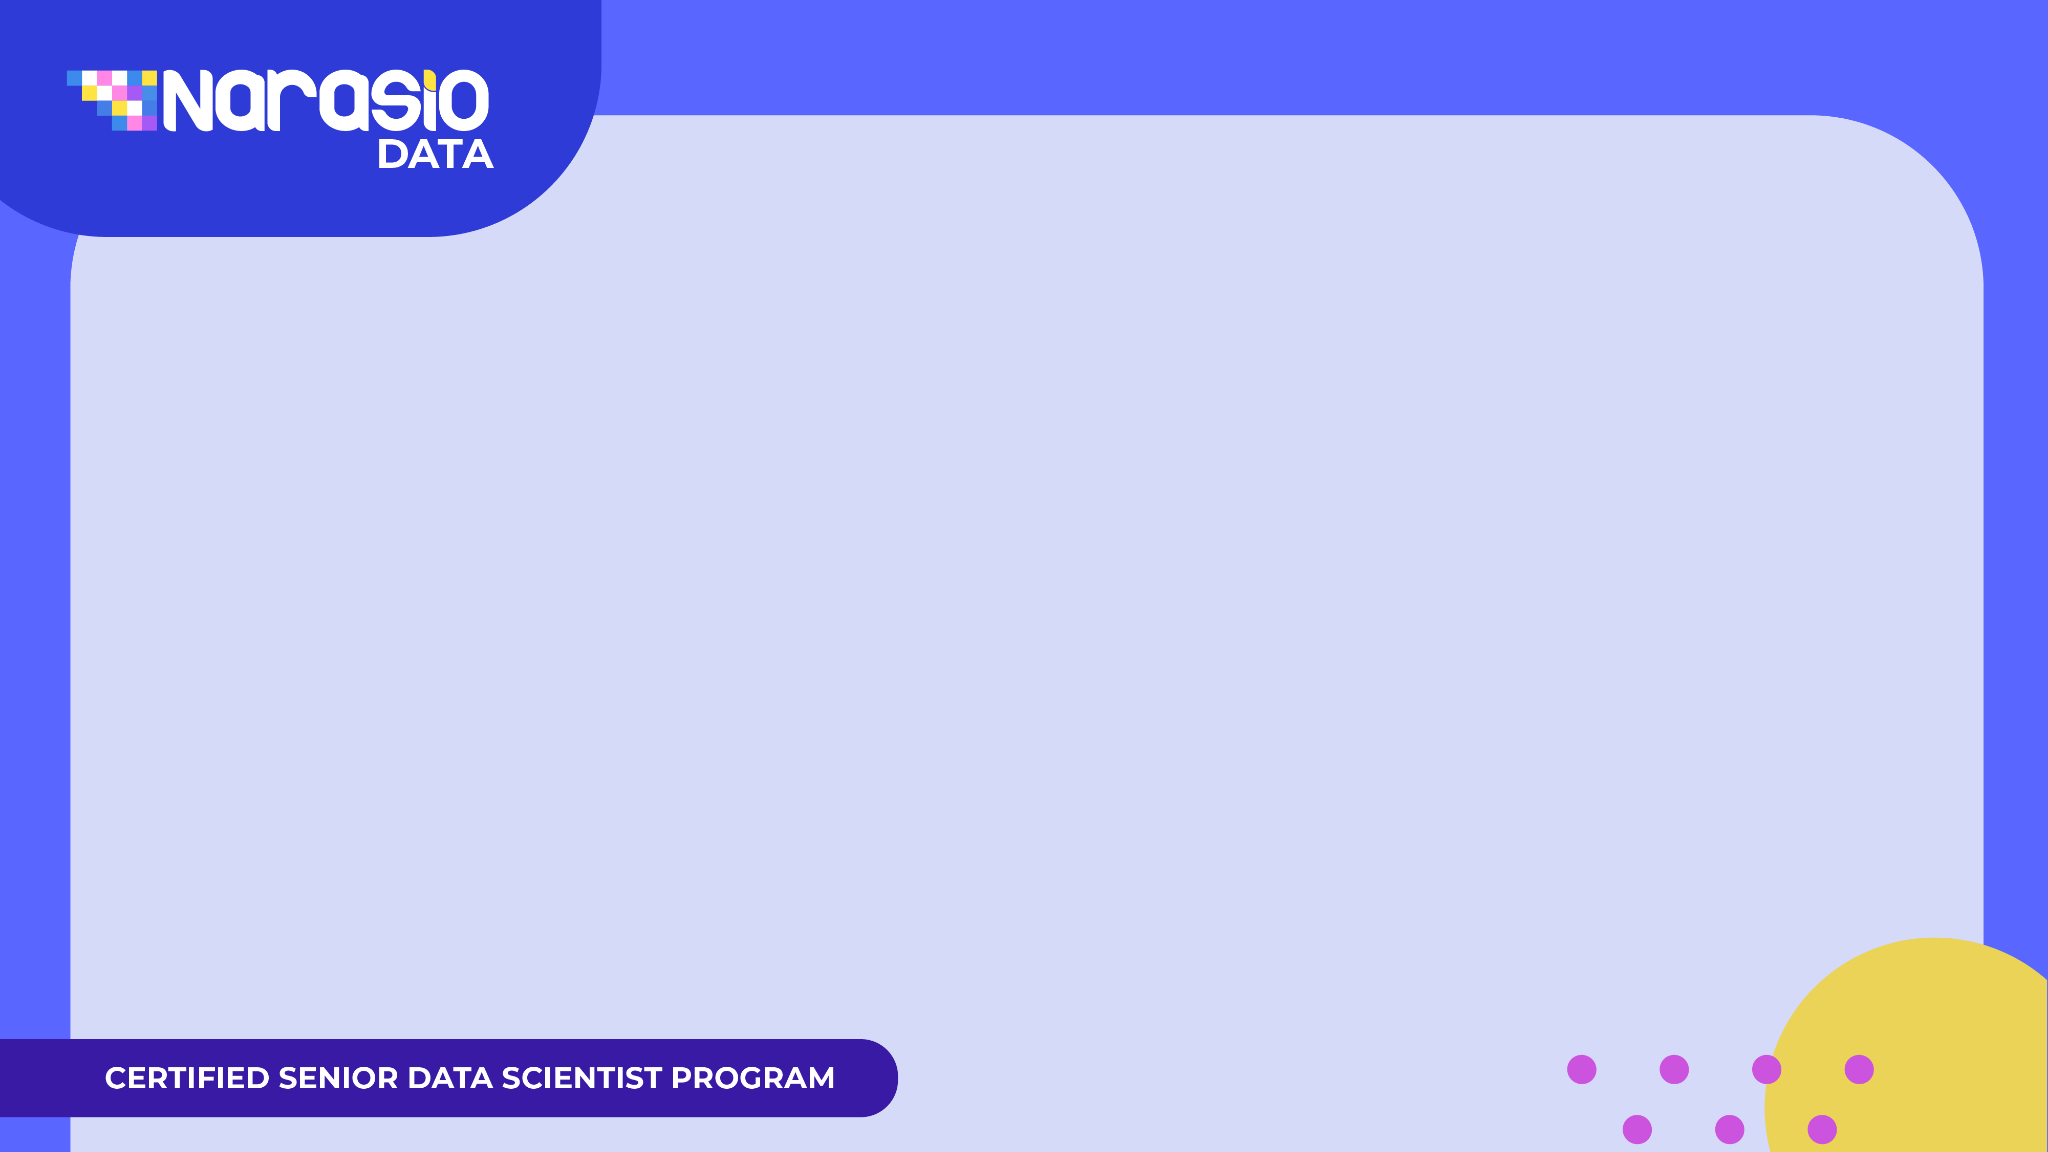 Narasio
DATA
CERTIFIED SENIOR DATA SCIENTIST PROGRAM